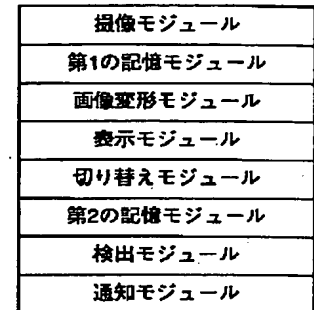 撮像モジュール
第1の記憶モジュール
画像変形モジュール
表示モジュール
切り替えモジュール
第2の記憶モジュール
検出モジュール
通知モジュール